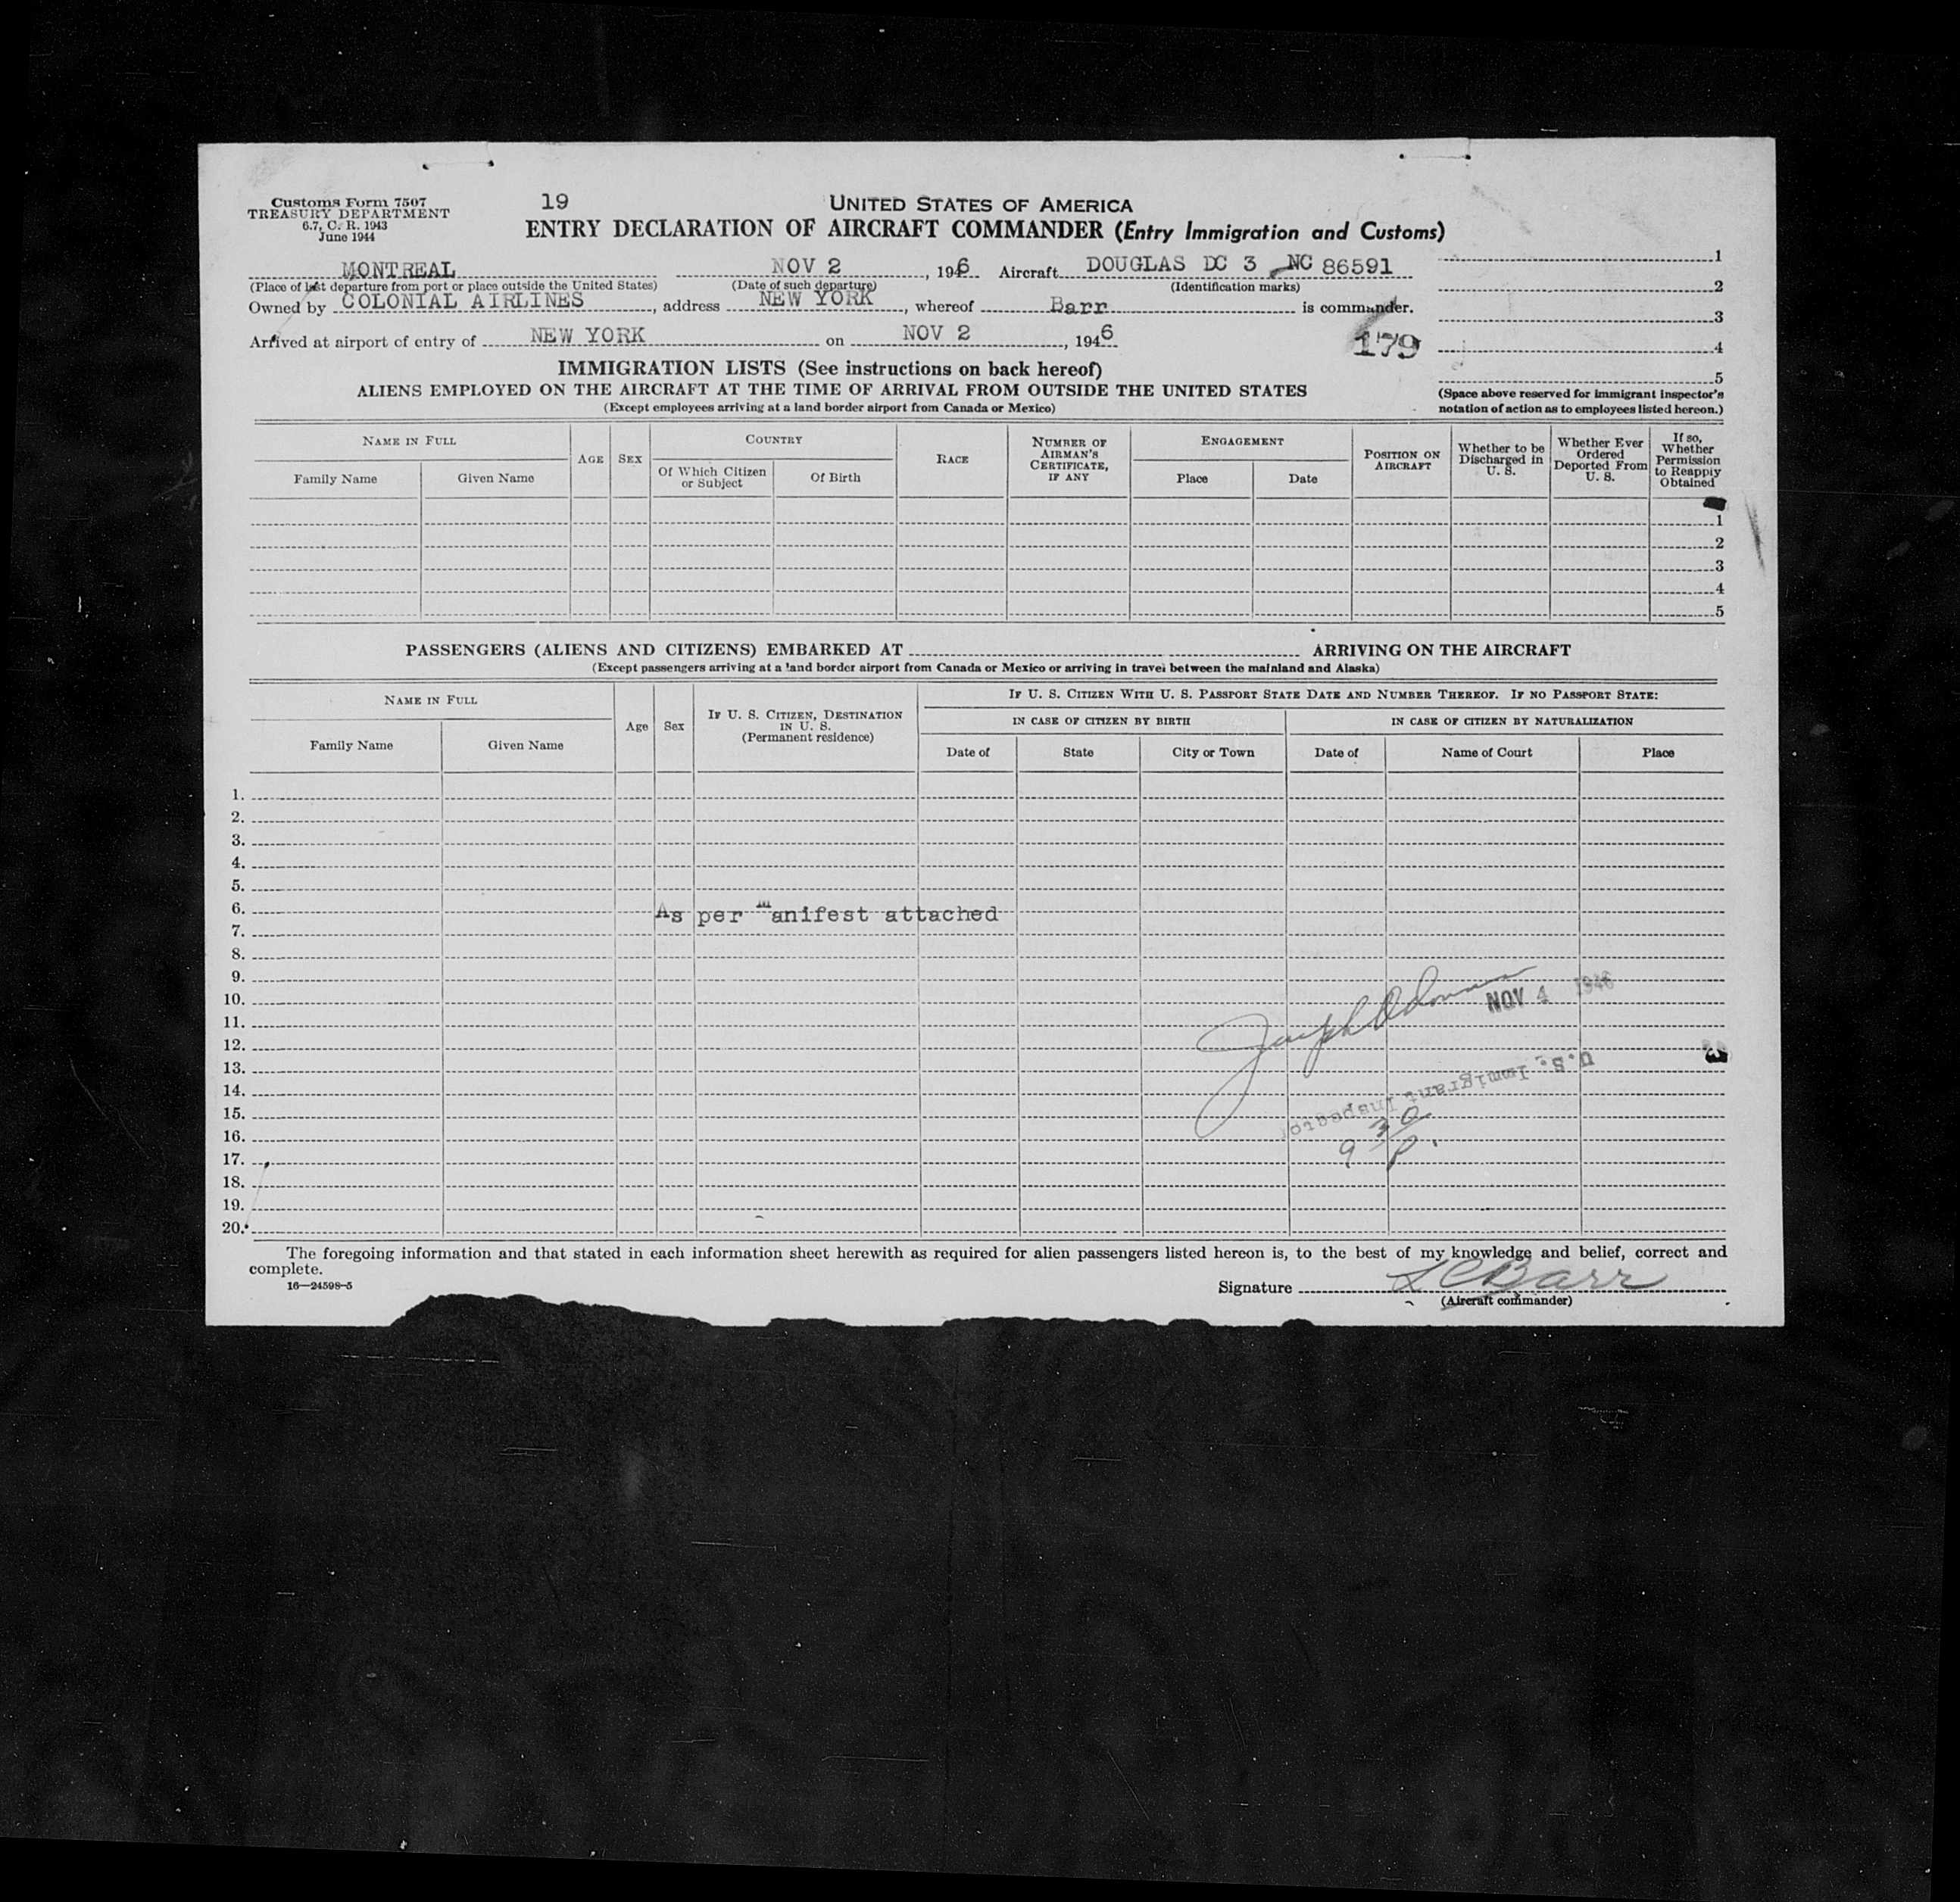 Customs Form 7507
TREASURY DEPARTMENT
6.7, C. R. 1943
June 1944
19
UNITED STATES OF AMERICA
ENTRY DECLARATION OF AIRCRAFT COMMANDER (Entry Immigration and Customs)
MONTREAL NOV 2, 1946 Aircraft DOUGLAS DC 3 NC 86591
(Place of last departure from port or place outside the United States) (Date of such departure) (Identification marks)
Owned by COLONIAL AIRLINES, address NEW YORK, whereof Barr is commander.
Arrived at airport of entry of NEW YORK on NOV 2, 1946
179
1
2
3
4
5
(Space above reserved for immigrant inspector's
notation of action as to employees listed hereon.)
IMMIGRATION LISTS (See instructions on back hereof)
ALIENS EMPLOYED ON THE AIRCRAFT AT THE TIME OF ARRIVAL FROM OUTSIDE THE UNITED STATES
(Except employees arriving at a land border airport from Canada or Mexico)
NAME IN FULL
Family Name Given Name
AGE
SEX
COUNTRY
Of Which Citizen
or Subject
Of Birth
RACE
NUMBER OF
AIRMAN'S
CERTIFICATE,
IF ANY
ENGAGEMENT
Place Date
POSITION ON
AIRCRAFT
Whether to be
Discharged in
U. S.
Whether Ever
Ordered
Deported From
U. S.
If so,
Whether
Permission
to Reapply
Obtained
1
2
3
4
5
PASSENGERS (ALIENS AND CITIZENS) EMBARKED AT ARRIVING ON THE AIRCRAFT
(Except passengers arriving at a land border airport from Canada or Mexico or arriving in travel between the mainland and Alaska)
NAME IN FULL
Family Name Given Name
Age
Sex
IF U. S. CITIZEN, DESTINATION
IN U. S.
(Permanent residence)
IF U. S. CITIZEN WITH U. S. PASSPORT STATE DATE AND NUMBER THEREOF. IF NO PASSPORT STATE:
IN CASE OF CITIZEN BY BIRTH IN CASE OF CITIZEN BY NATURALIZATION
Date of State City or Town Date of Name of Court Place
1.
2.
3.
4.
5.
6.
As per Manifest attached
7.
8.
9.
10.
NOV 4 1946
11.
12.
Joseph
13.
U.S. Immigrant Inspector
14.
15.
16.
9 30
P.
17.
18.
19.
20.
The foregoing information and that stated in each information sheet herewith as required for alien passengers listed hereon is, to the best of my knowledge and belief, correct and
complete.
16—24598-5
Signature L C Barr
(Aircraft commander)